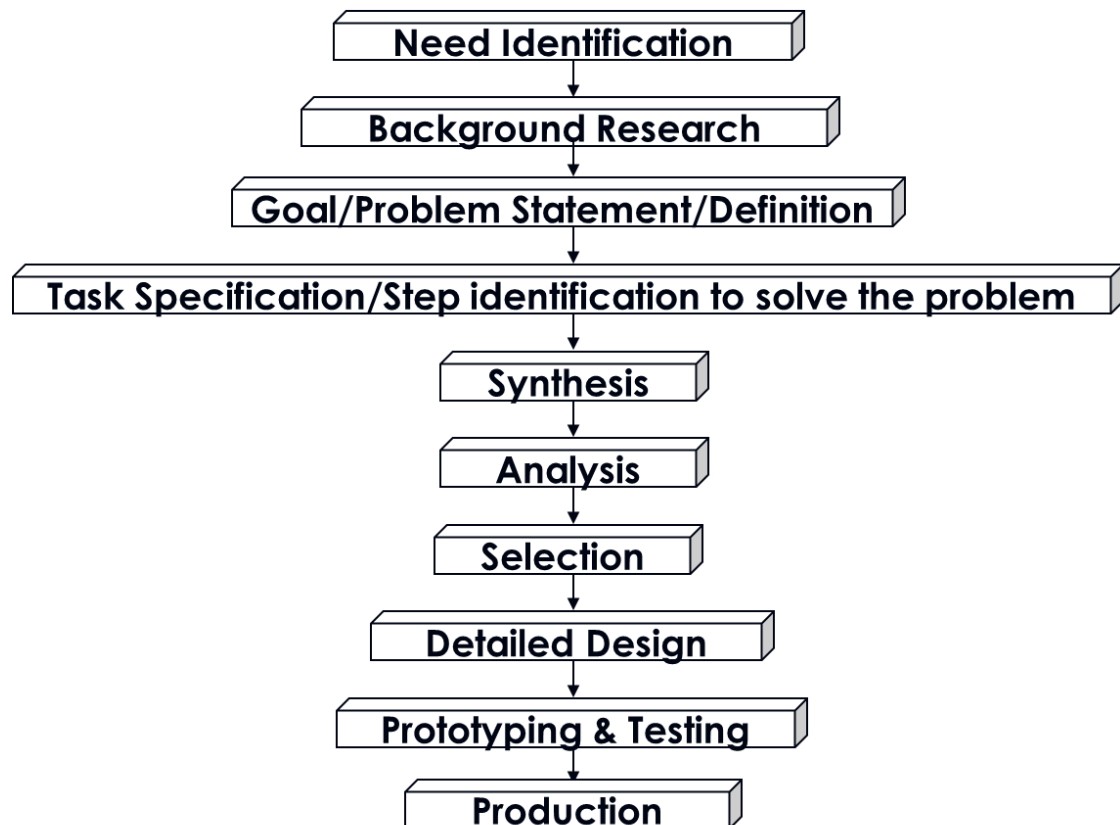 Need Identification
Background Research
Goal/Problem Statement/Definition
Task Specification/Step identification to solve the problem
Synthesis
Analysis
Selection
Detailed Design
Prototyping & Testing
Production